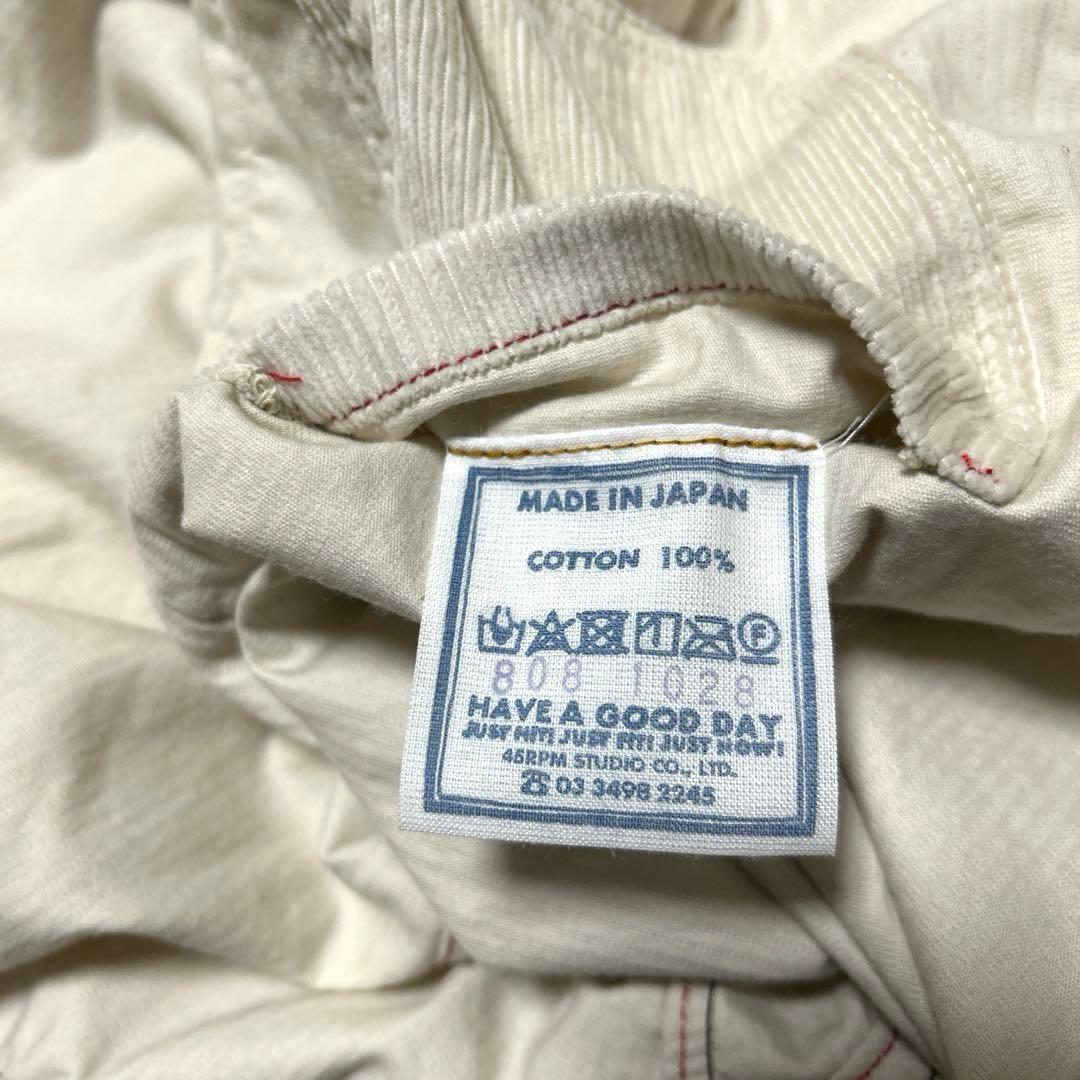 MADE IN JAPAN
COTTON 100%
F
808 1028
HAVE A GOOD DAY
JUST HIT! JUST FIT! JUST NOW!
45RPM STUDIO CO., LTD.
☎ 03 3498 2245